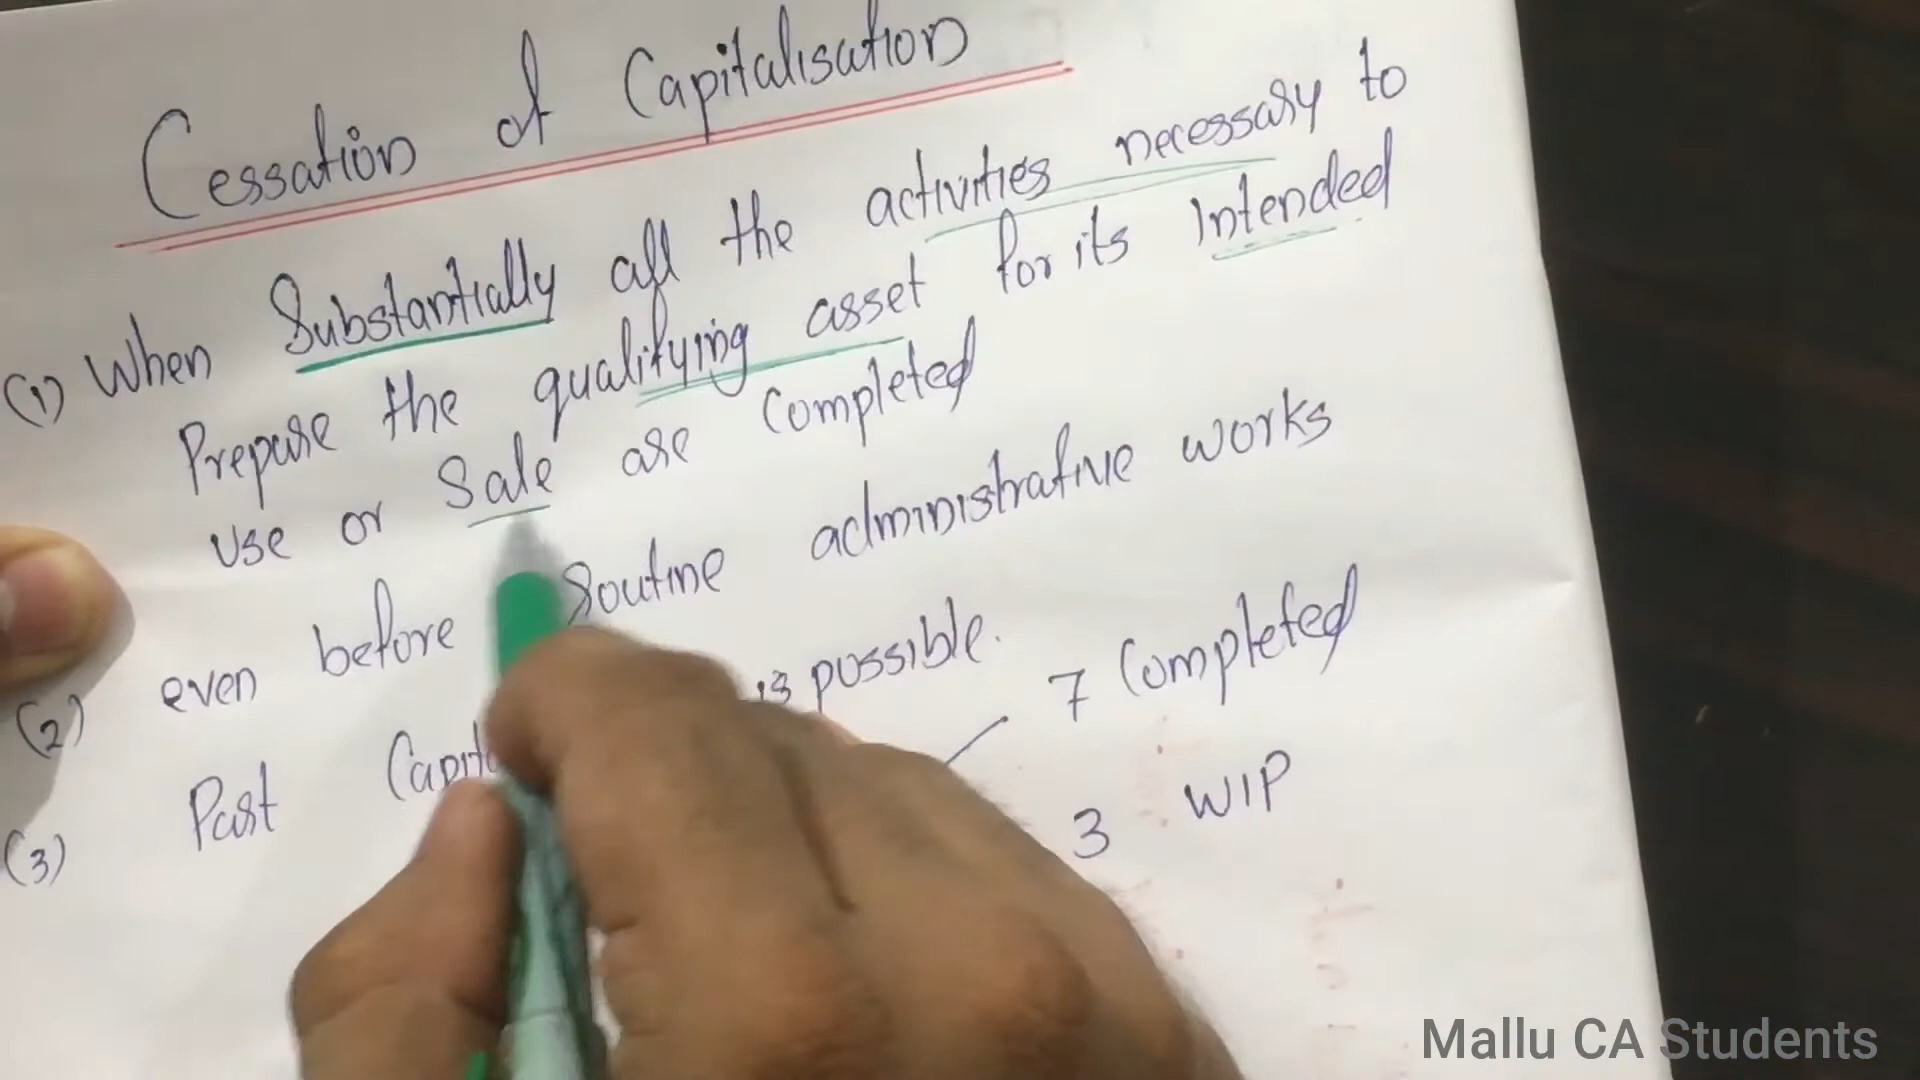 Cessation of Capitalisation
(1) When Substantially all the activities necessary to
Prepare the qualifying asset for its Intended
use or Sale are Completed
(2) even before routine administrative works
(3) Part is possible.
7 Completed
3 WIP
Mallu CA Students